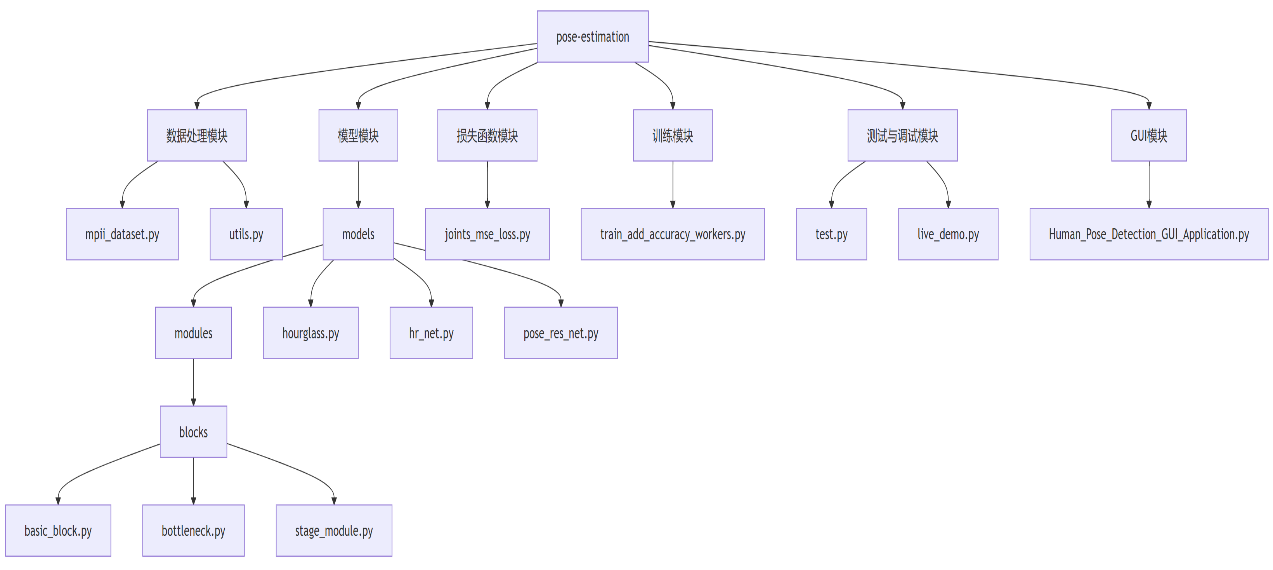 pose-estimation
数据处理模块
模型模块
损失函数模块
训练模块
测试与调试模块
GUI模块
mpii_dataset.py
utils.py
models
joints_mse_loss.py
train_add_accuracy_workers.py
test.py
live_demo.py
Human_Pose_Detection_GUI_Application.py
modules
hourglass.py
hr_net.py
pose_res_net.py
blocks
basic_block.py
bottleneck.py
stage_module.py